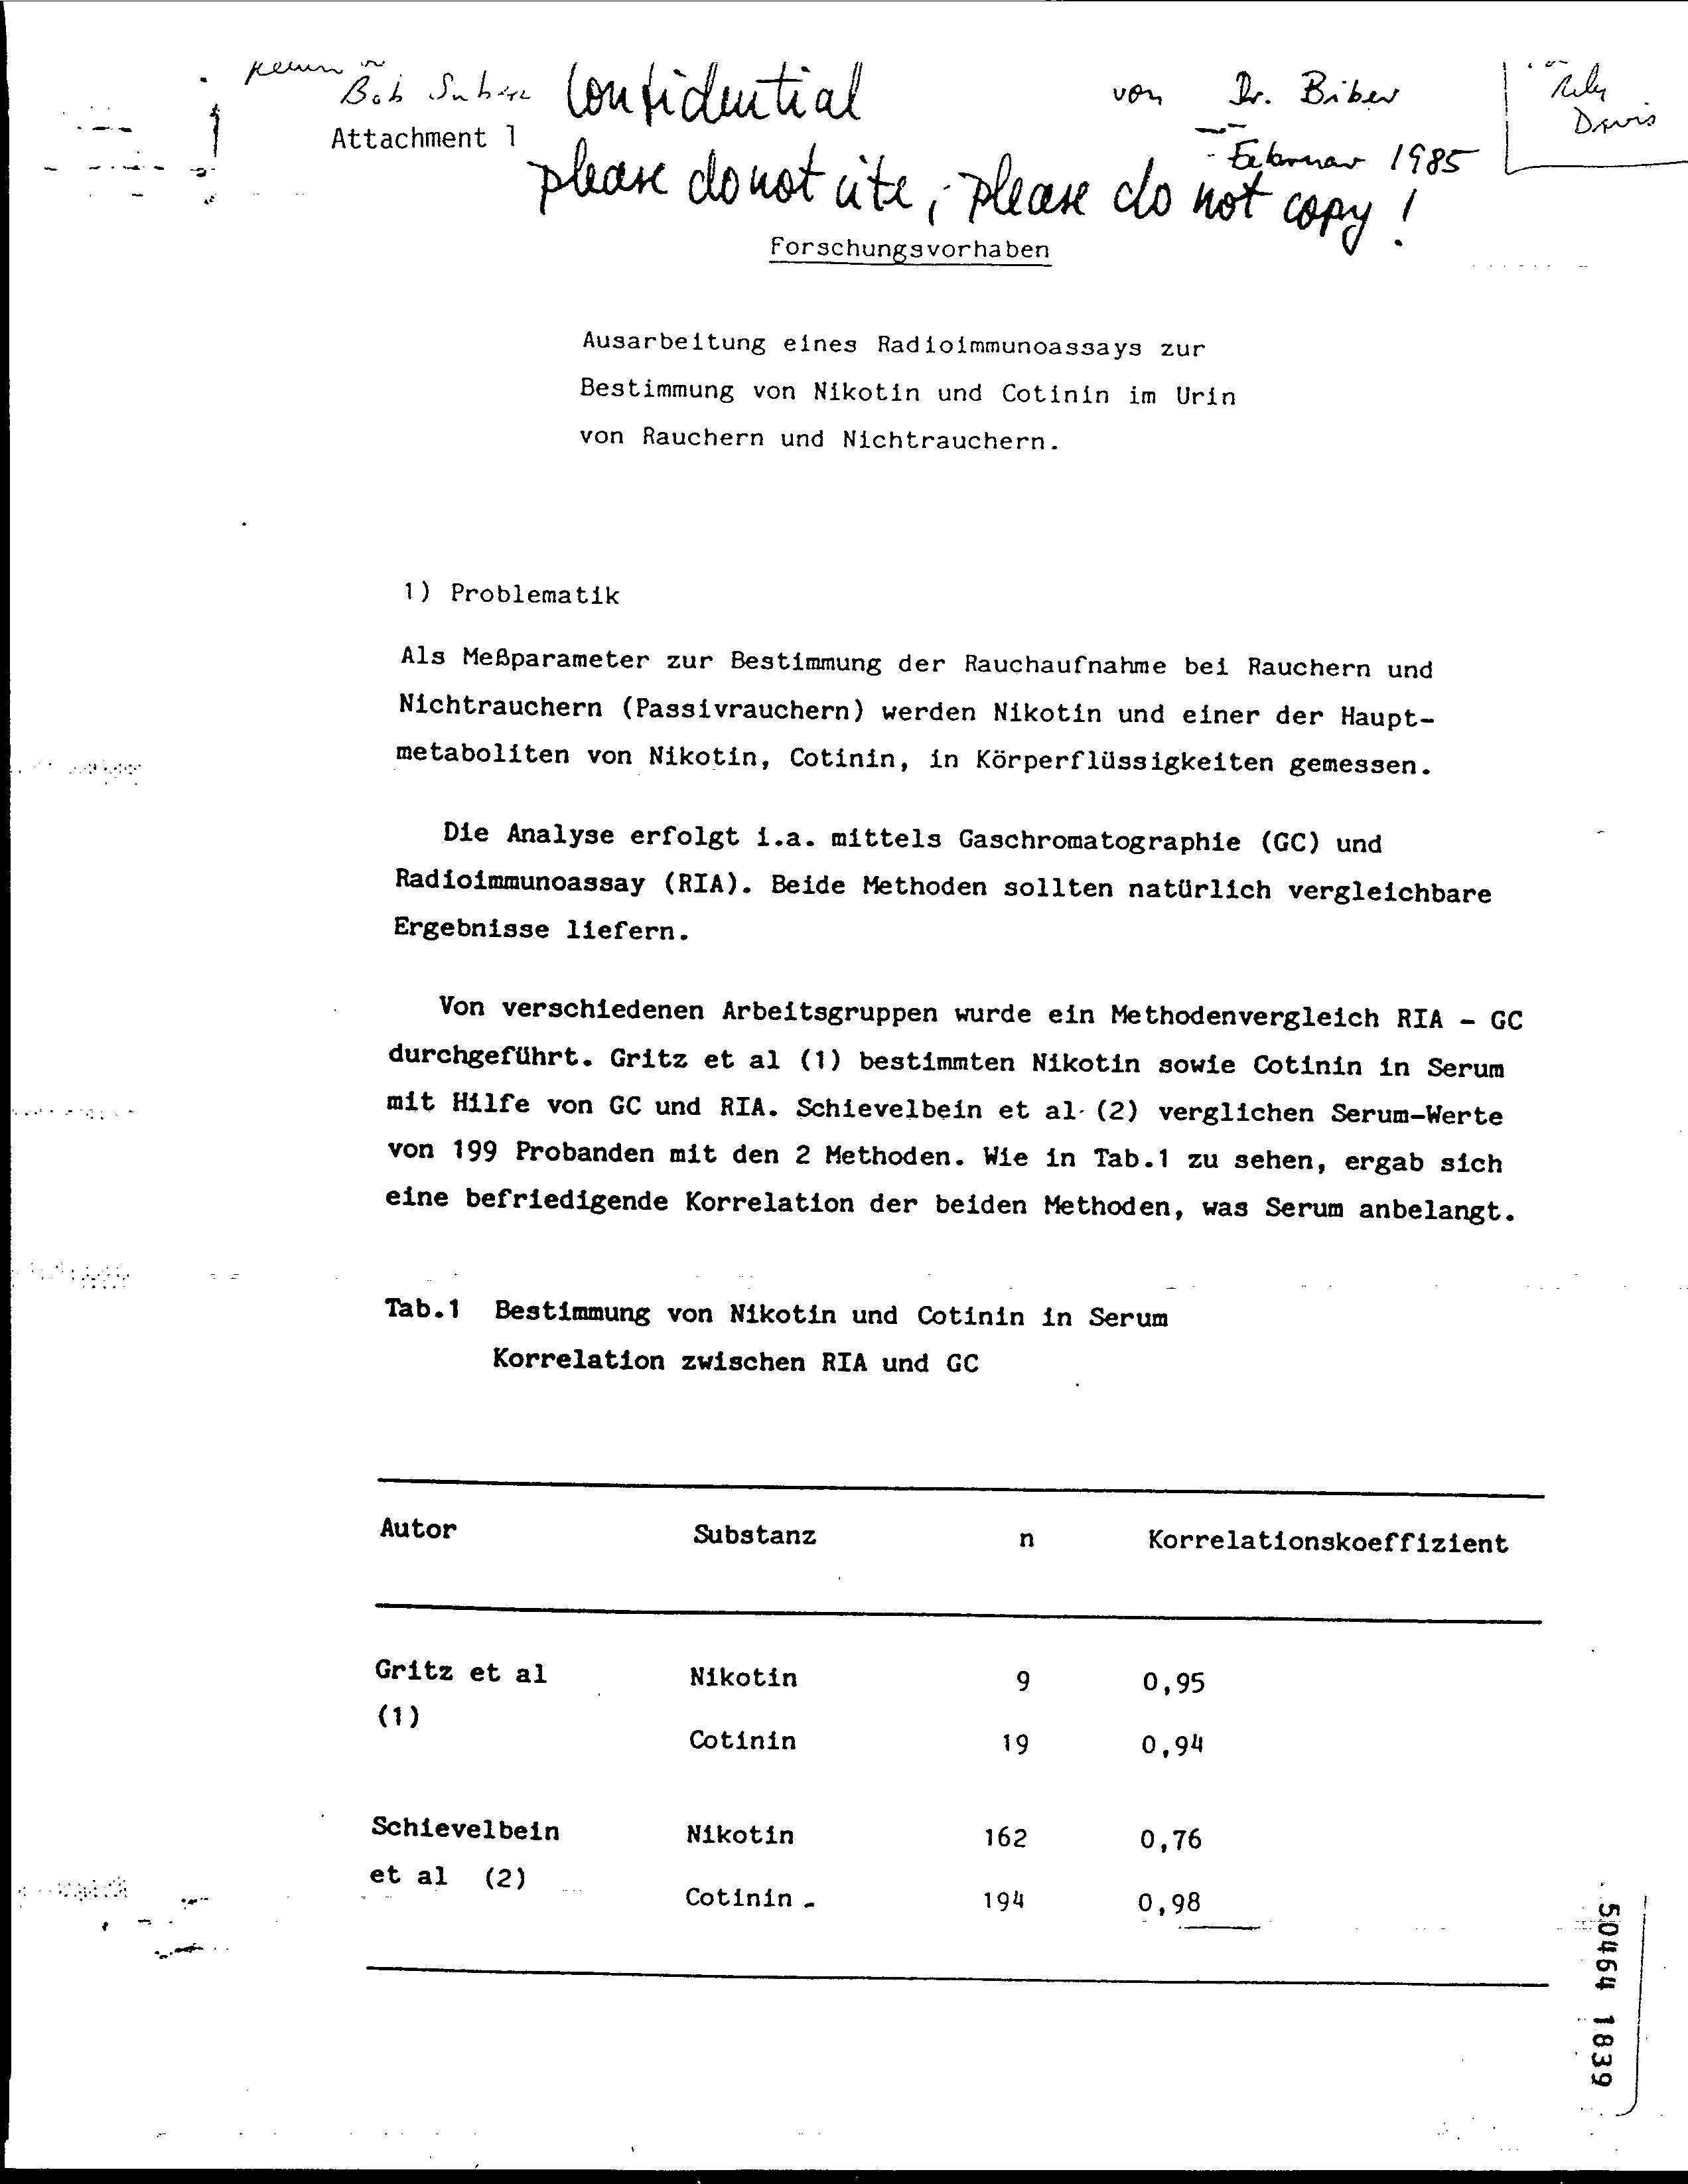 Bob Confidential von Dr. Biber
Davis
Attachment 1
Februar 1985
please do not cite, please do not copy!
Forschungsvorhaben
Ausarbeitung eines Radioimmunoassays zur
Bestimmung von Nikotin und Cotinin im Urin
von Rauchern und Nichtrauchern.
1) Problematik
Als Meßparameter zur Bestimmung der Rauchaufnahme bei Rauchern und
Nichtrauchern (Passivrauchern) werden Nikotin und einer der Haupt-
metaboliten von Nikotin, Cotinin, in Körperflüssigkeiten gemessen.
Die Analyse erfolgt i.a. mittels Gaschromatographie (GC) und
Radioimmunoassay (RIA). Beide Methoden sollten natürlich vergleichbare
Ergebnisse liefern.
Von verschiedenen Arbeitsgruppen wurde ein Methodenvergleich RIA – GC
durchgeführt. Gritz et al (1) bestimmten Nikotin sowie Cotinin in Serum
mit Hilfe von GC und RIA. Schievelbein et al (2) verglichen Serum-Werte
von 199 Probanden mit den 2 Methoden. Wie in Tab.1 zu sehen, ergab sich
eine befriedigende Korrelation der beiden Methoden, was Serum anbelangt.
Tab.1 Bestimmung von Nikotin und Cotinin in Serum
Korrelation zwischen RIA und GC
Autor Substanz n Korrelationskoeffizient
Gritz et al Nikotin 9 0,95
(1)
Cotinin 19 0,94
Schievelbein Nikotin 162 0,76
et al (2)
Cotinin 194 0,98
50464 1839